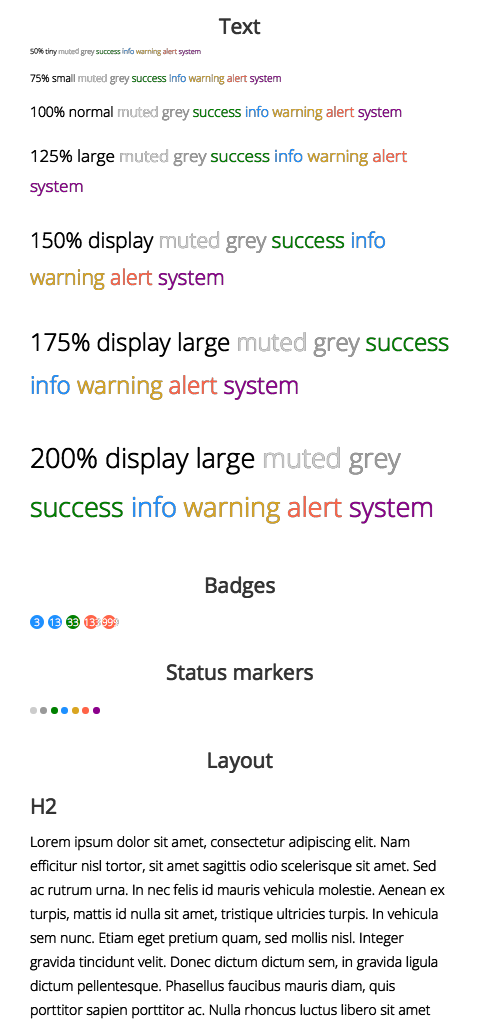 Text
50% tiny muted grey success info warning alert system
75% small muted grey success info warning alert system
100% normal muted grey success info warning alert system
125% large muted grey success info warning alert
system
150% display muted grey success info
warning alert system
175% display large muted grey success
info warning alert system
200% display large muted grey
success info warning alert system
Badges
3 13 33
Status markers
Layout
H2
Lorem ipsum dolor sit amet, consectetur adipiscing elit. Nam
efficitur nisl tortor, sit amet sagittis odio scelerisque sit amet. Sed
ac rutrum urna. In nec felis id mauris vehicula molestie. Aenean ex
turpis, mattis id nulla sit amet, tristique ultricies turpis. In vehicula
sem nunc. Etiam eget pretium quam, sed mollis nisl. Integer
gravida tincidunt velit. Donec dictum dictum sem, in gravida ligula
dictum pellentesque. Phasellus faucibus mauris diam, quis
porttitor sapien porttitor ac. Nulla rhoncus luctus libero sit amet